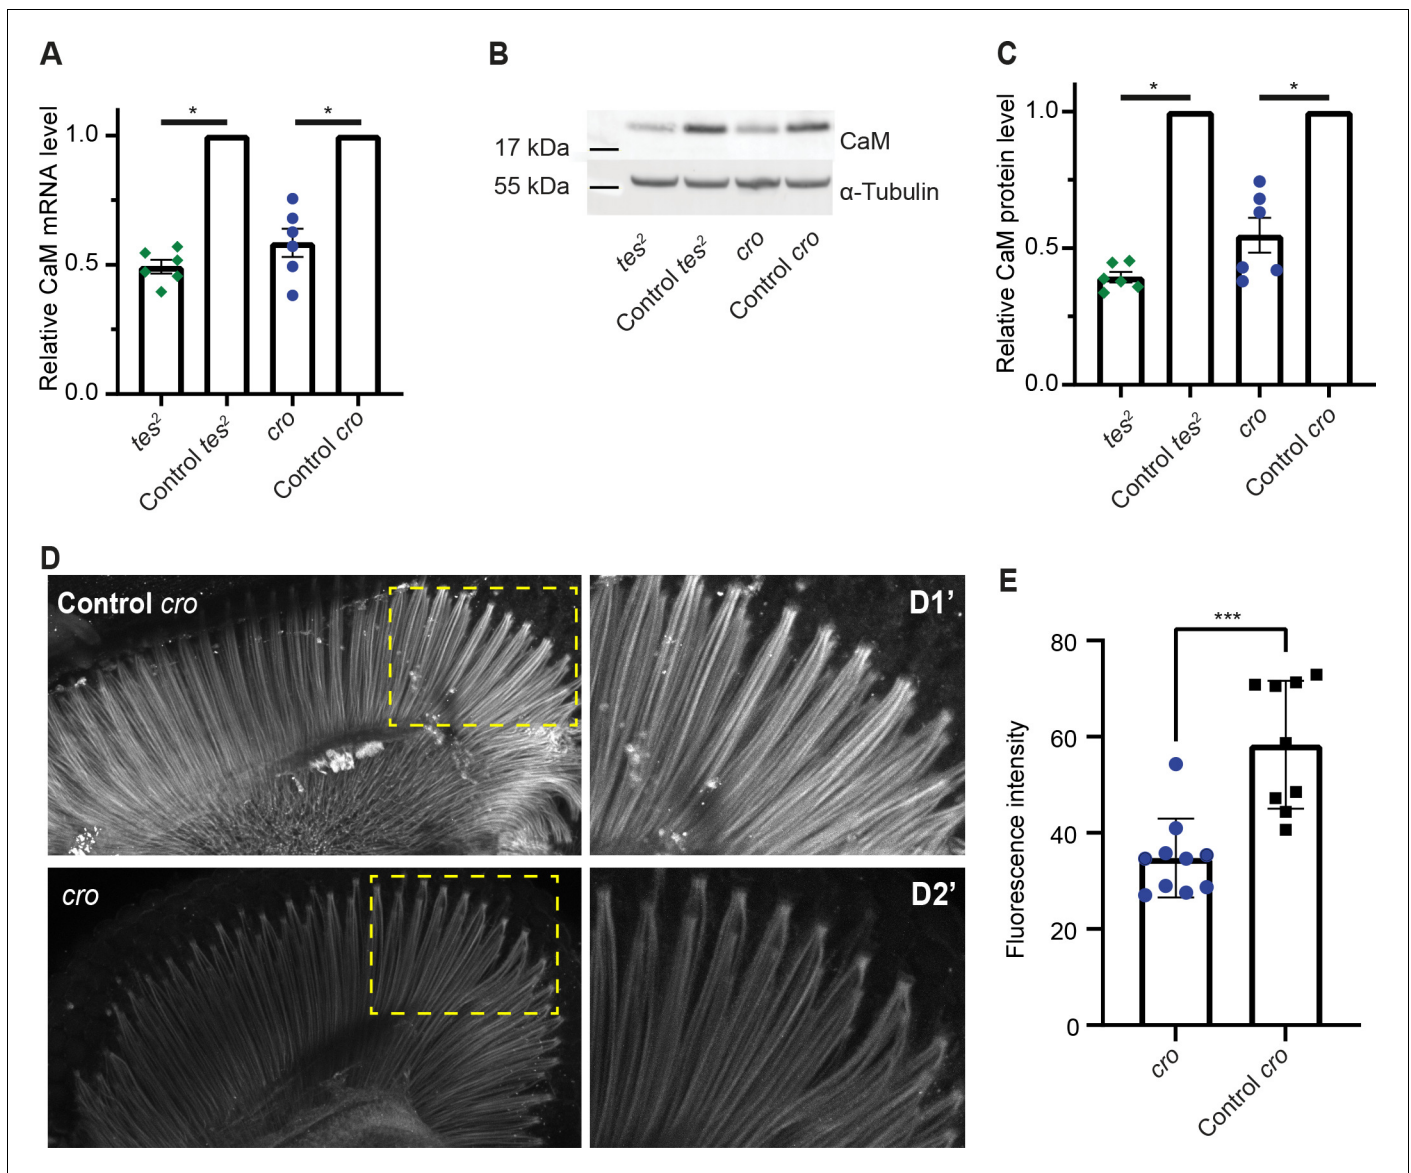 A
Relative CaM mRNA level
1.0
0.5
0.0
*
*
tes²
Control tes²
cro
Control cro
B
17 kDa
55 kDa
CaM
α-Tubulin
tes²
Control tes²
cro
Control cro
C
Relative CaM protein level
1.0
0.5
0.0
*
*
tes²
Control tes²
cro
Control cro
D
Control cro
D1’
cro
D2’
E
Fluorescence intensity
80
60
40
20
0
***
cro
Control cro